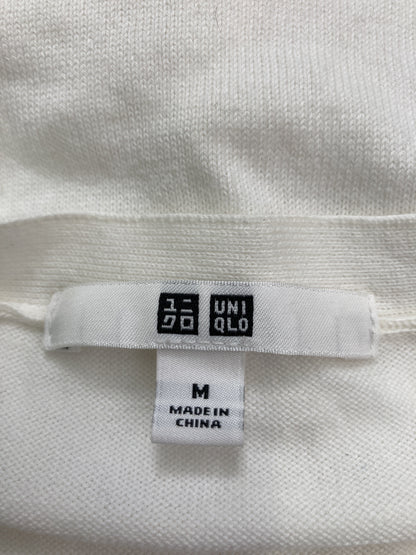 ユニ UNI
クロ QLO
M
MADE IN
CHINA